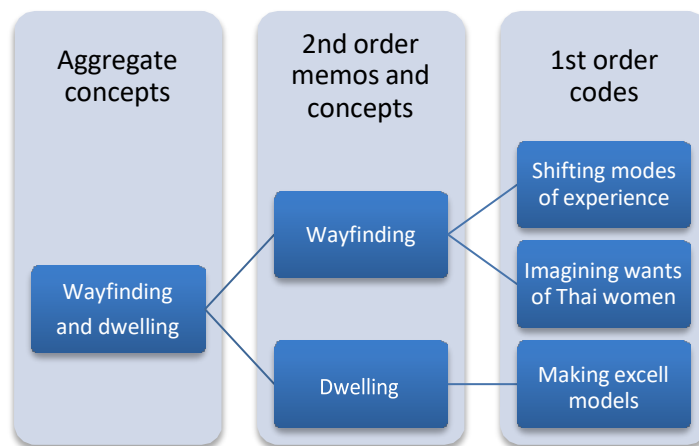 Aggregate
concepts
2nd order
memos and
concepts
1st order
codes
Wayfinding
and dwelling
Wayfinding
Dwelling
Shifting modes
of experience
Imagining wants
of Thai women
Making excell
models